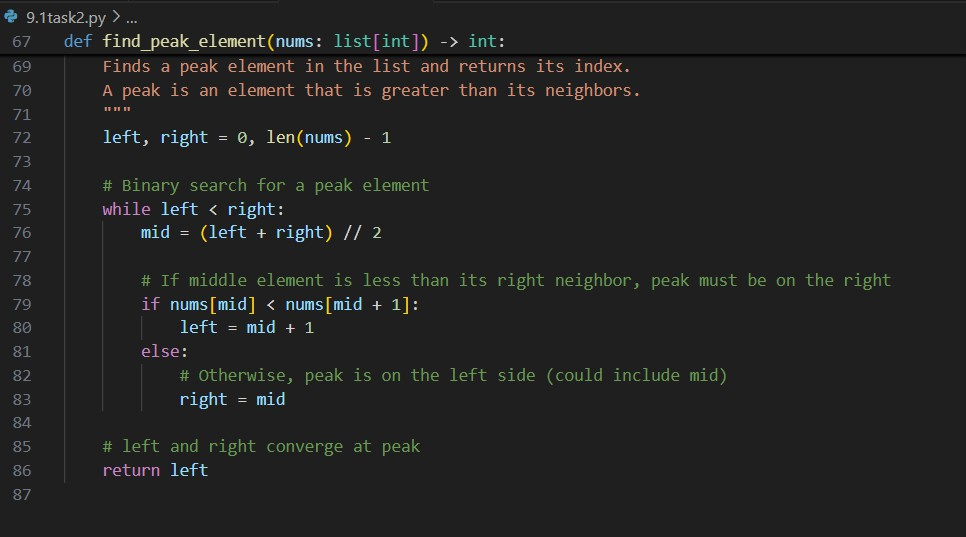 9.1task2.py > ...
67 def find_peak_element(nums: list[int]) -> int:
69 Finds a peak element in the list and returns its index.
70 A peak is an element that is greater than its neighbors.
71 """
72 left, right = 0, len(nums) - 1
73
74 # Binary search for a peak element
75 while left < right:
76 mid = (left + right) // 2
77
78 # If middle element is less than its right neighbor, peak must be on the right
79 if nums[mid] < nums[mid + 1]:
80 left = mid + 1
81 else:
82 # Otherwise, peak is on the left side (could include mid)
83 right = mid
84
85 # left and right converge at peak
86 return left
87